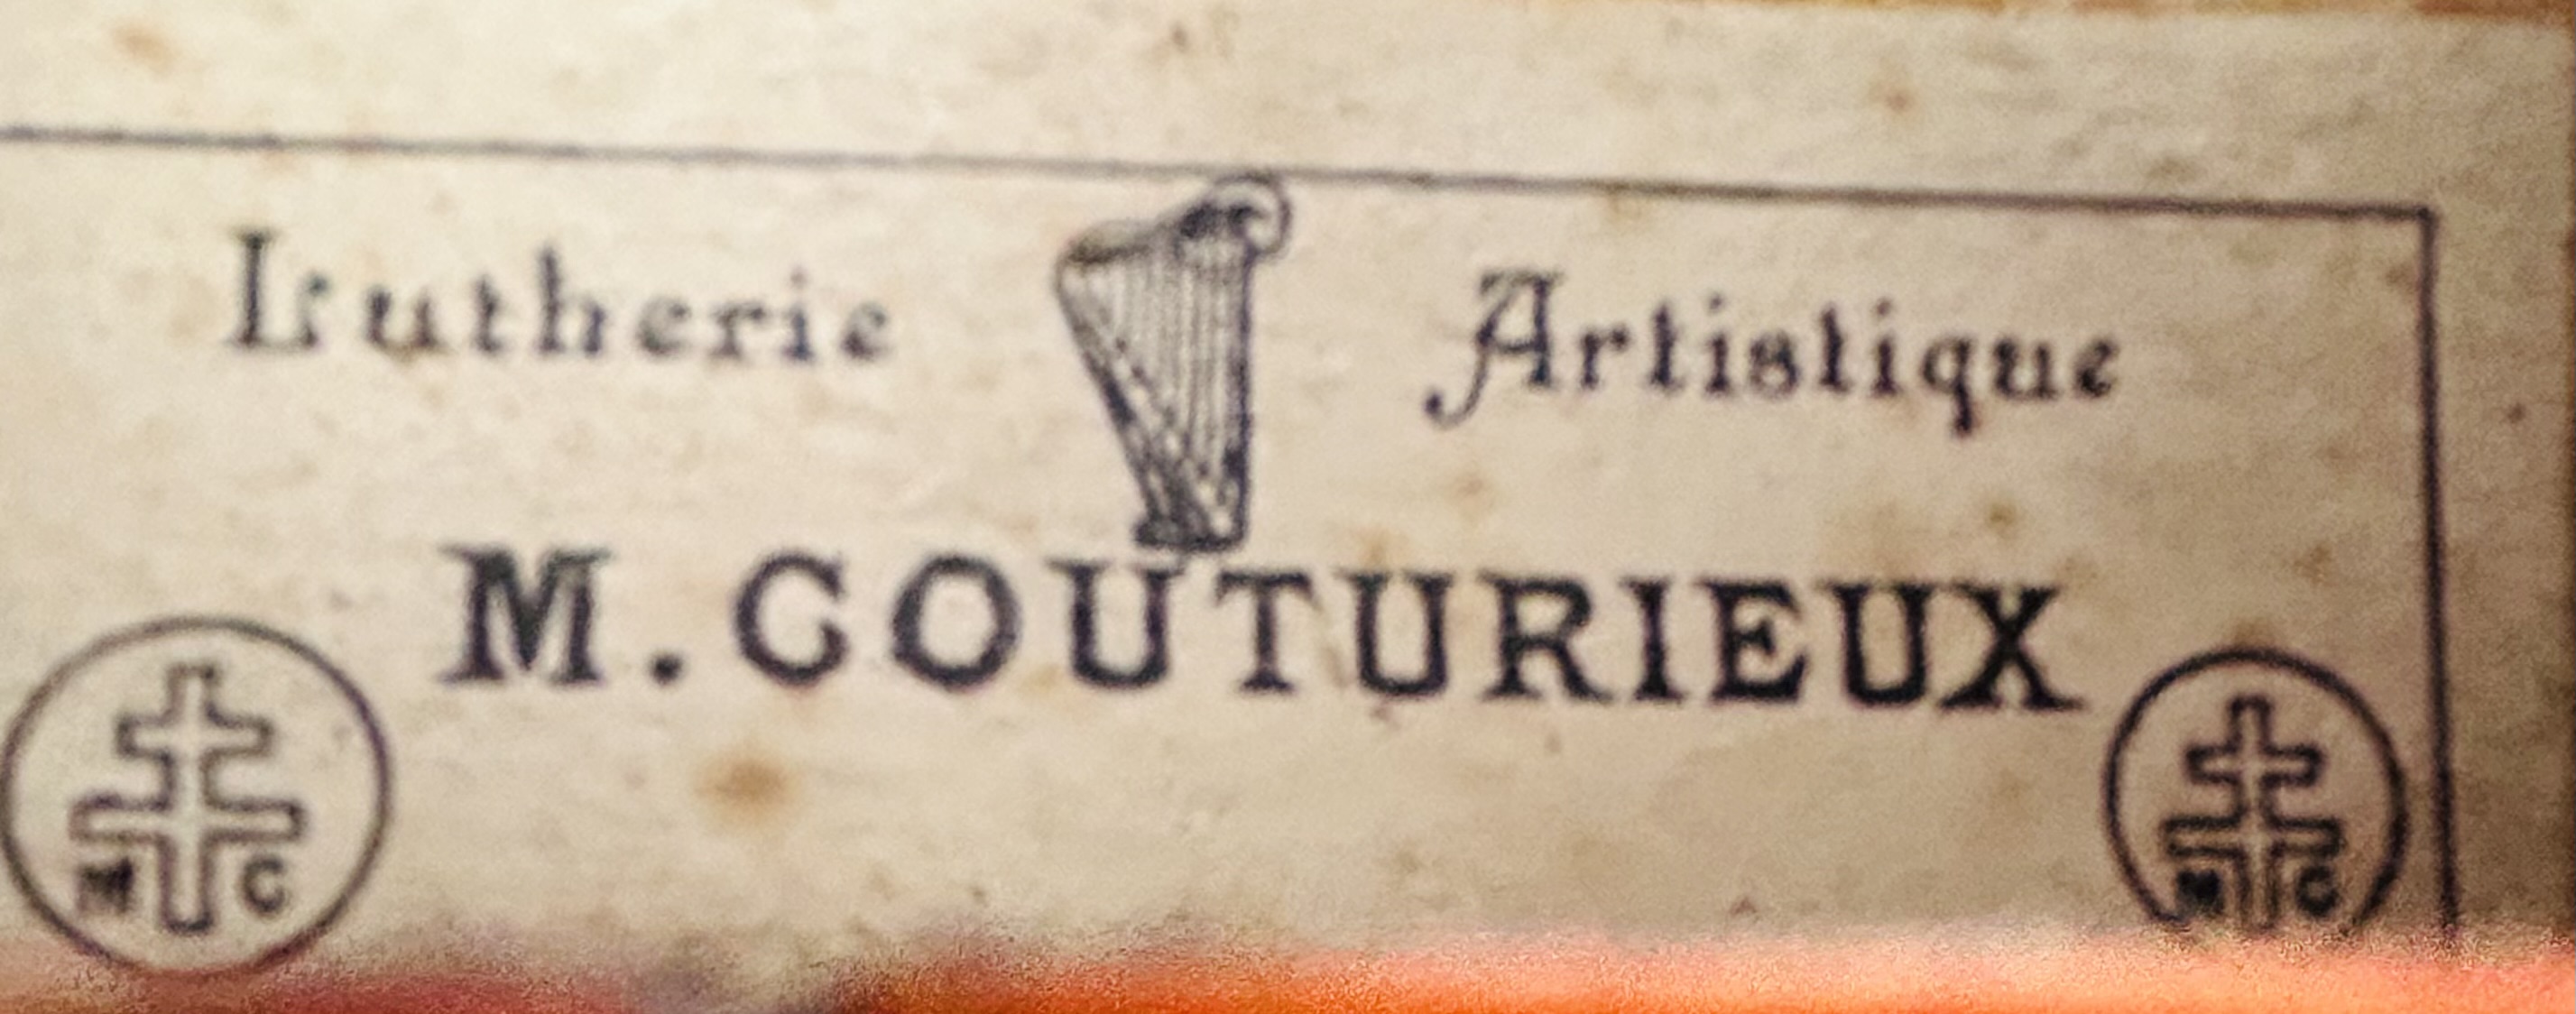 Lutherie Artistique
M. COUTURIEUX
M C M C